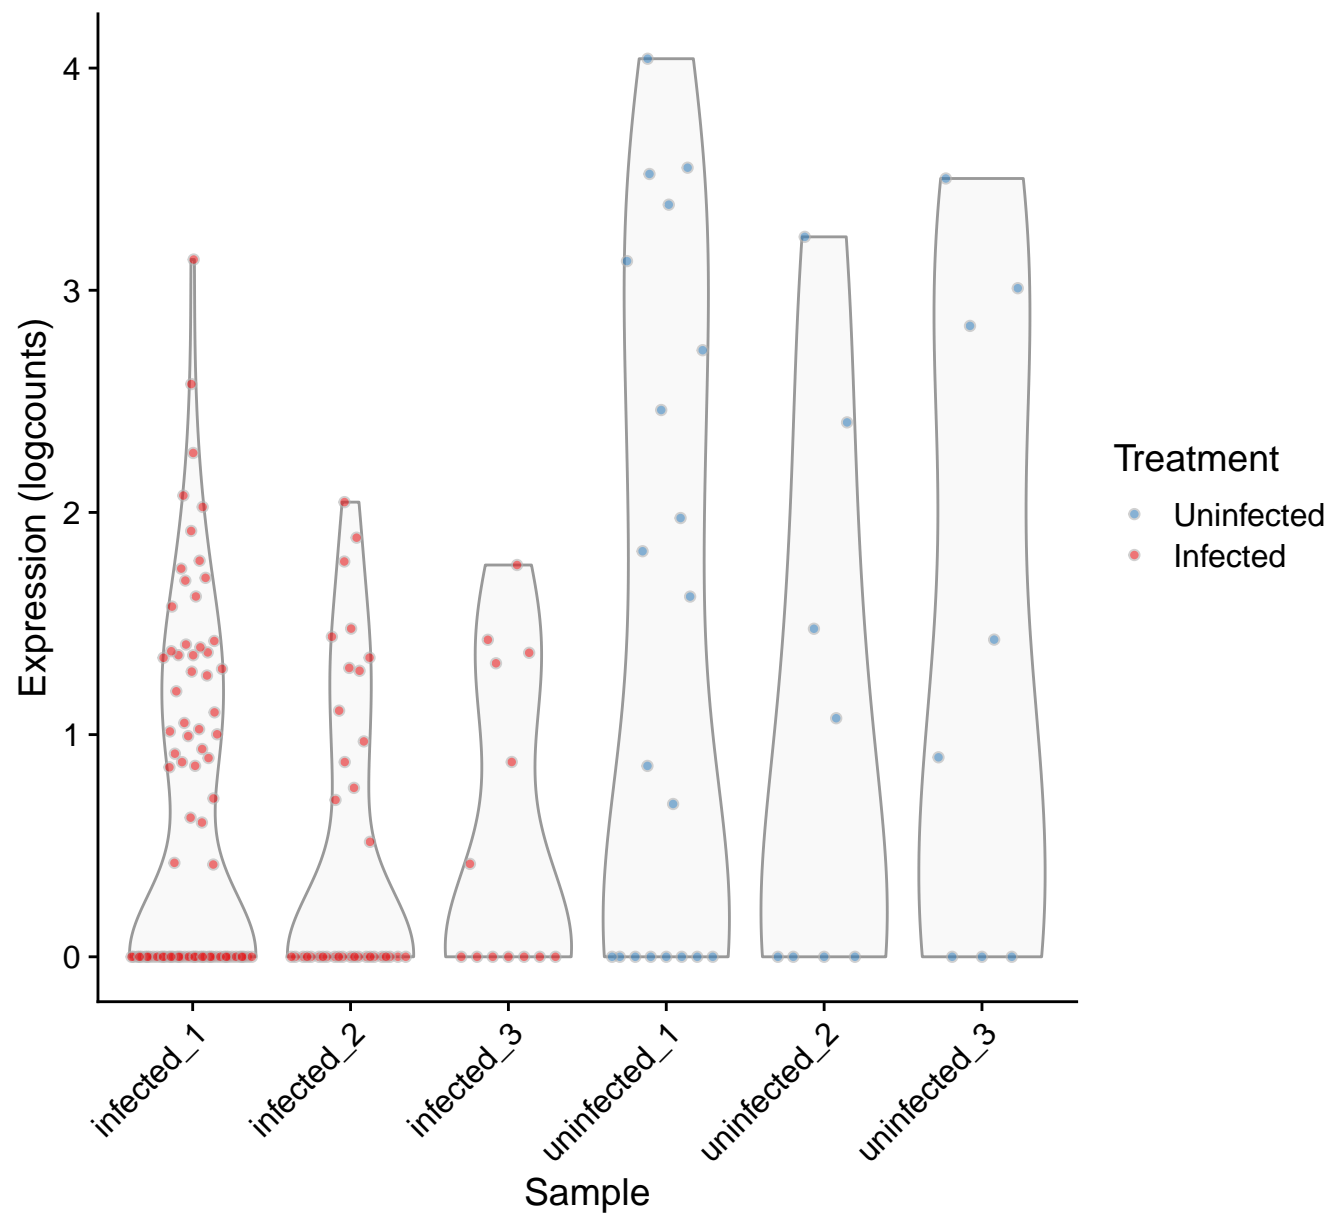 4
3
2
1
0
Expression (logcounts)
infected_1
infected_2
infected_3
uninfected_1
uninfected_2
uninfected_3
Sample
Treatment
Uninfected
Infected